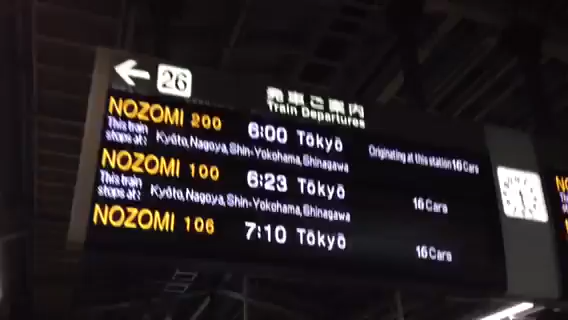 ← 26
発車ご案内
Train Departures
NOZOMI 200 6:00 Tōkyō Originating at this station 16 Cars
This train stops at: Kyōto, Nagoya, Shin-Yokohama, Shinagawa
NOZOMI 100 6:23 Tōkyō 16 Cars
This train stops at: Kyōto, Nagoya, Shin-Yokohama, Shinagawa
NOZOMI 106 7:10 Tōkyō 16 Cars